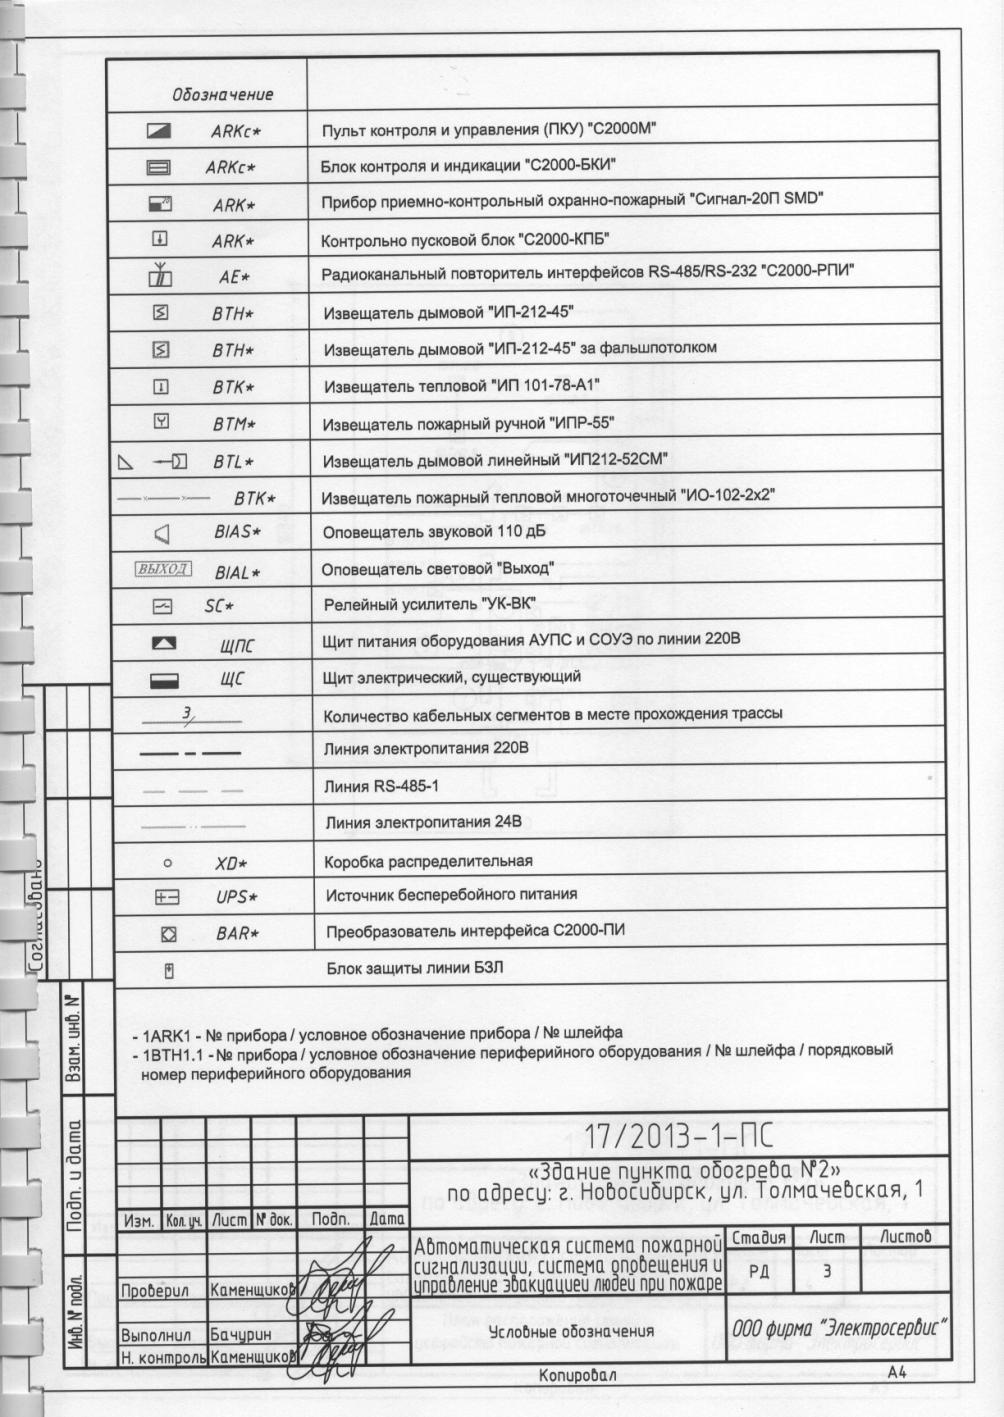 Обозначение
ARKc* Пульт контроля и управления (ПКУ) "С2000М"
ARKc* Блок контроля и индикации "С2000-БКИ"
20 ARK* Прибор приемно-контрольный охранно-пожарный "Сигнал-20П SMD"
ARK* Контрольно пусковой блок "С2000-КПБ"
AE* Радиоканальный повторитель интерфейсов RS-485/RS-232 "С2000-РПИ"
BTH* Извещатель дымовой "ИП-212-45"
BTH* Извещатель дымовой "ИП-212-45" за фальшпотолком
BTK* Извещатель тепловой "ИП 101-78-А1"
BTM* Извещатель пожарный ручной "ИПР-55"
BTL* Извещатель дымовой линейный "ИП212-52СМ"
BTK* Извещатель пожарный тепловой многоточечный "ИО-102-2х2"
BIAS* Оповещатель звуковой 110 дБ
ВЫХОД BIAL* Оповещатель световой "Выход"
SC* Релейный усилитель "УК-ВК"
ЩПС Щит питания оборудования АУПС и СОУЭ по линии 220В
ЩС Щит электрический, существующий
3 Количество кабельных сегментов в месте прохождения трассы
Линия электропитания 220В
Линия RS-485-1
Линия электропитания 24В
XD* Коробка распределительная
UPS* Источник бесперебойного питания
BAR* Преобразователь интерфейса С2000-ПИ
Блок защиты линии БЗЛ
- 1ARK1 - № прибора / условное обозначение прибора / № шлейфа
- 1BTH1.1 - № прибора / условное обозначение периферийного оборудования / № шлейфа / порядковый
номер периферийного оборудования
Согласовано
Взам. инв. №
Подп. и дата
Инв. № подл.
17/2013-1-ПС
«Здание пункта обогрева №2»
по адресу: г. Новосибирск, ул. Толмачевская, 1
Изм. Кол. уч. Лист № док. Подп. Дата
Автоматическая система пожарной
сигнализации, система оповещения и
управление эвакуацией людей при пожаре
Стадия Лист Листов
РД 3
Проверил Каменщиков
Выполнил Бачурин
Н. контроль Каменщиков
Условные обозначения
ООО фирма "Электросервис"
Копировал А4